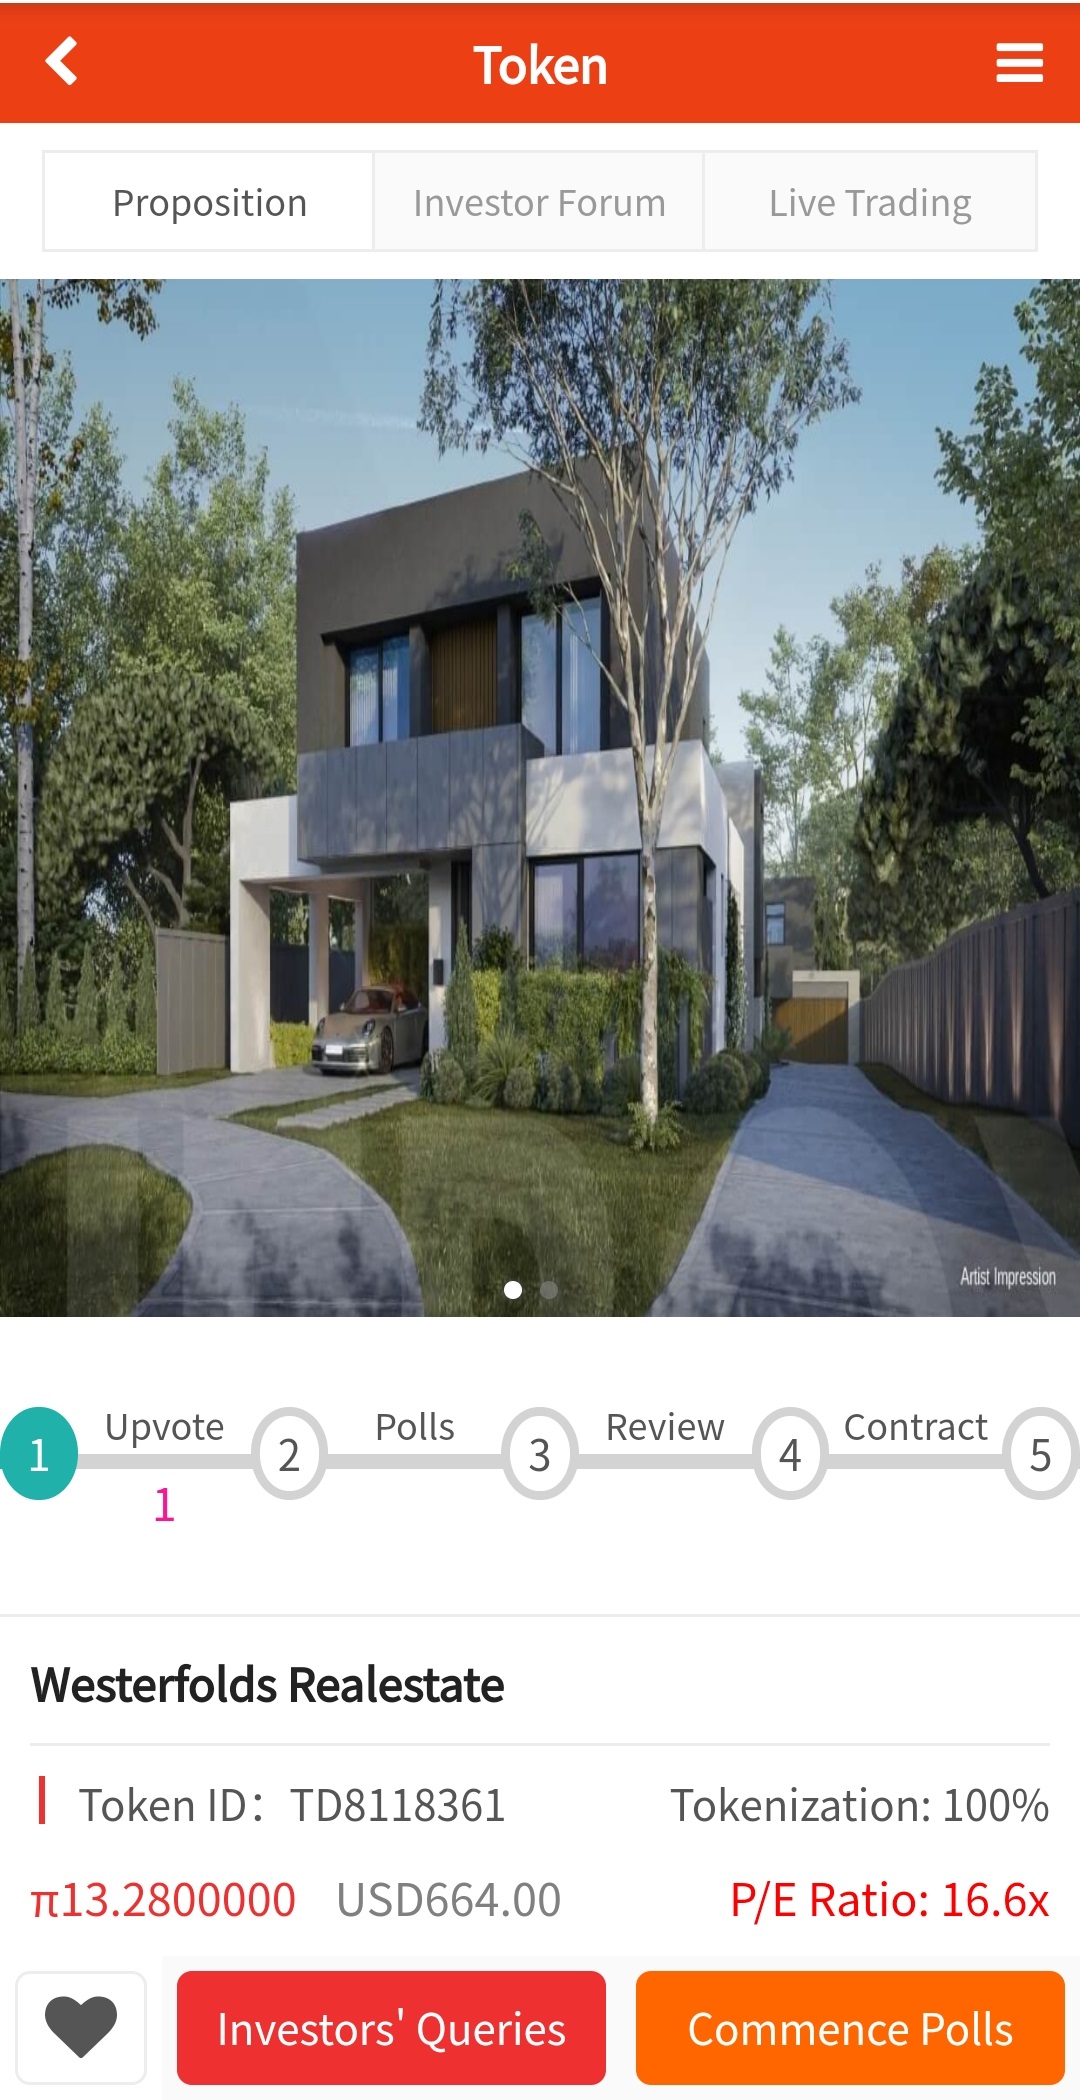 Token
Proposition
Investor Forum
Live Trading
Artist Impression
1 Upvote 2 Polls 3 Review 4 Contract 5
1
Westerfolds Realestate
Token ID： TD8118361
Tokenization: 100%
π13.2800000 USD664.00
P/E Ratio: 16.6x
Investors' Queries
Commence Polls